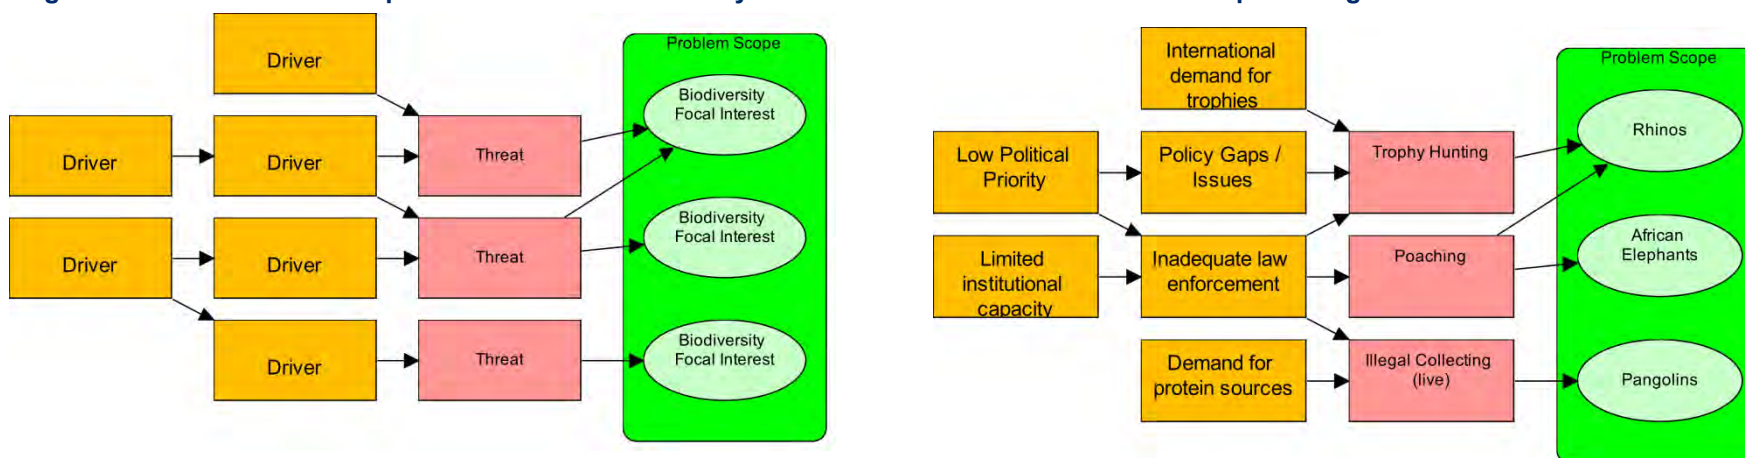 Problem Scope
Driver
Biodiversity
Focal Interest
Driver
Driver
Threat
Biodiversity
Focal Interest
Driver
Driver
Threat
Driver
Threat
Biodiversity
Focal Interest
Problem Scope
International
demand for
trophies
Rhinos
Low Political
Priority
Policy Gaps /
Issues
Trophy Hunting
African
Elephants
Limited
institutional
capacity
Inadequate law
enforcement
Poaching
Demand for
protein sources
Illegal Collecting
(live)
Pangolins